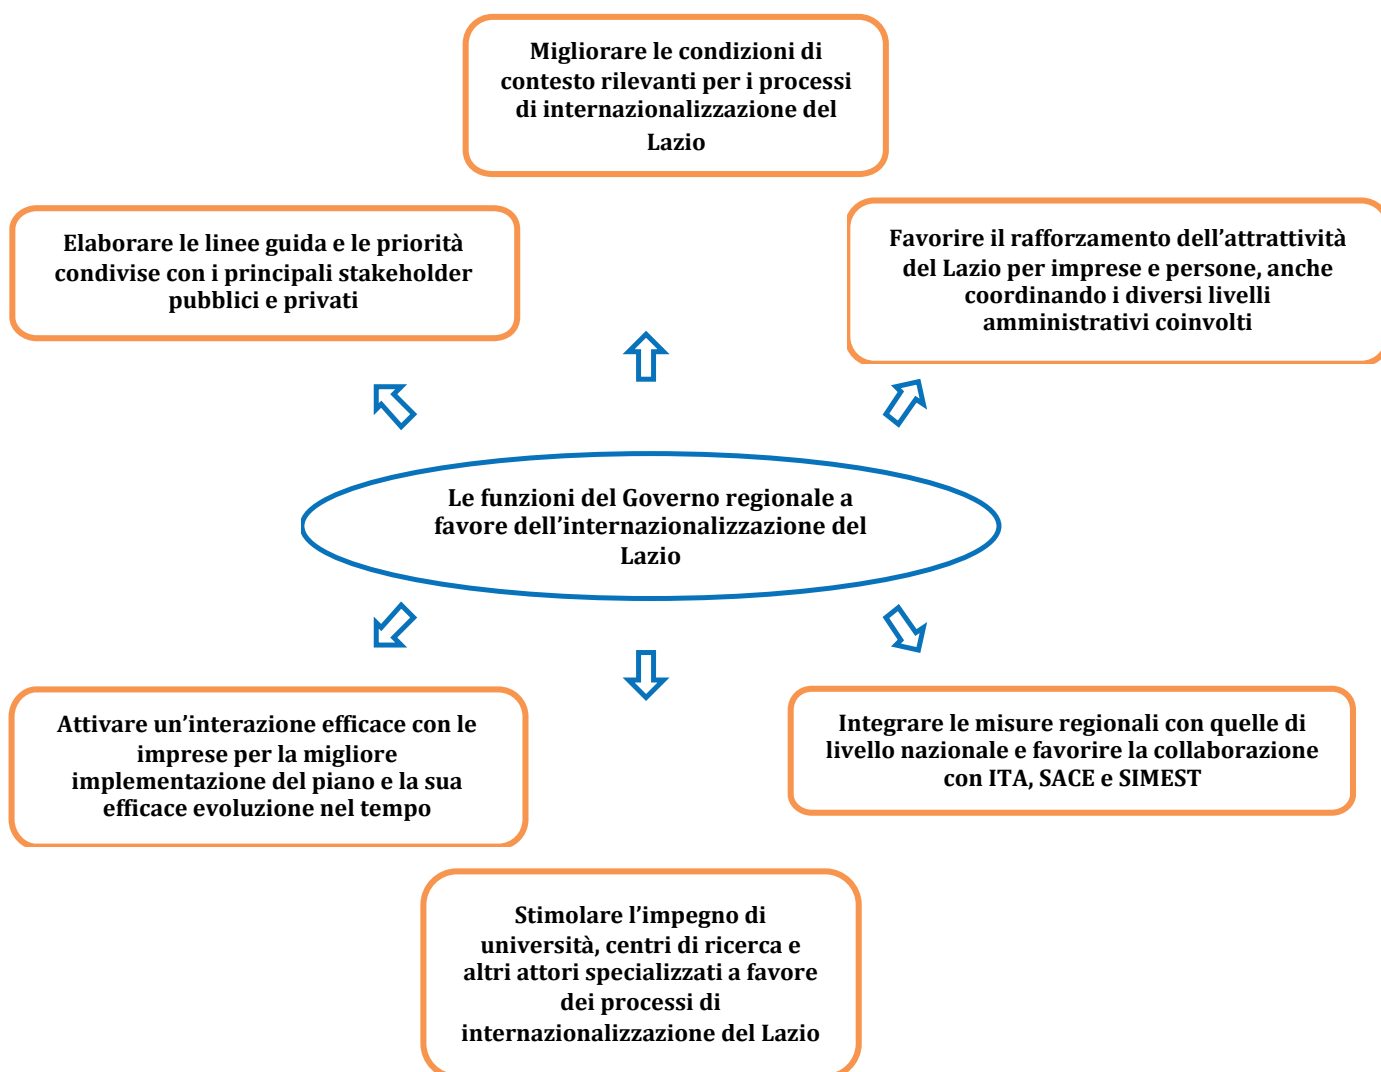 Migliorare le condizioni di
contesto rilevanti per i processi
di internazionalizzazione del
Lazio
Elaborare le linee guida e le priorità
condivise con i principali stakeholder
pubblici e privati
Favorire il rafforzamento dell’attrattività
del Lazio per imprese e persone, anche
coordinando i diversi livelli
amministrativi coinvolti
Le funzioni del Governo regionale a
favore dell’internazionalizzazione del
Lazio
Attivare un’interazione efficace con le
imprese per la migliore
implementazione del piano e la sua
efficace evoluzione nel tempo
Integrare le misure regionali con quelle di
livello nazionale e favorire la collaborazione
con ITA, SACE e SIMEST
Stimolare l’impegno di
università, centri di ricerca e
altri attori specializzati a favore
dei processi di
internazionalizzazione del Lazio